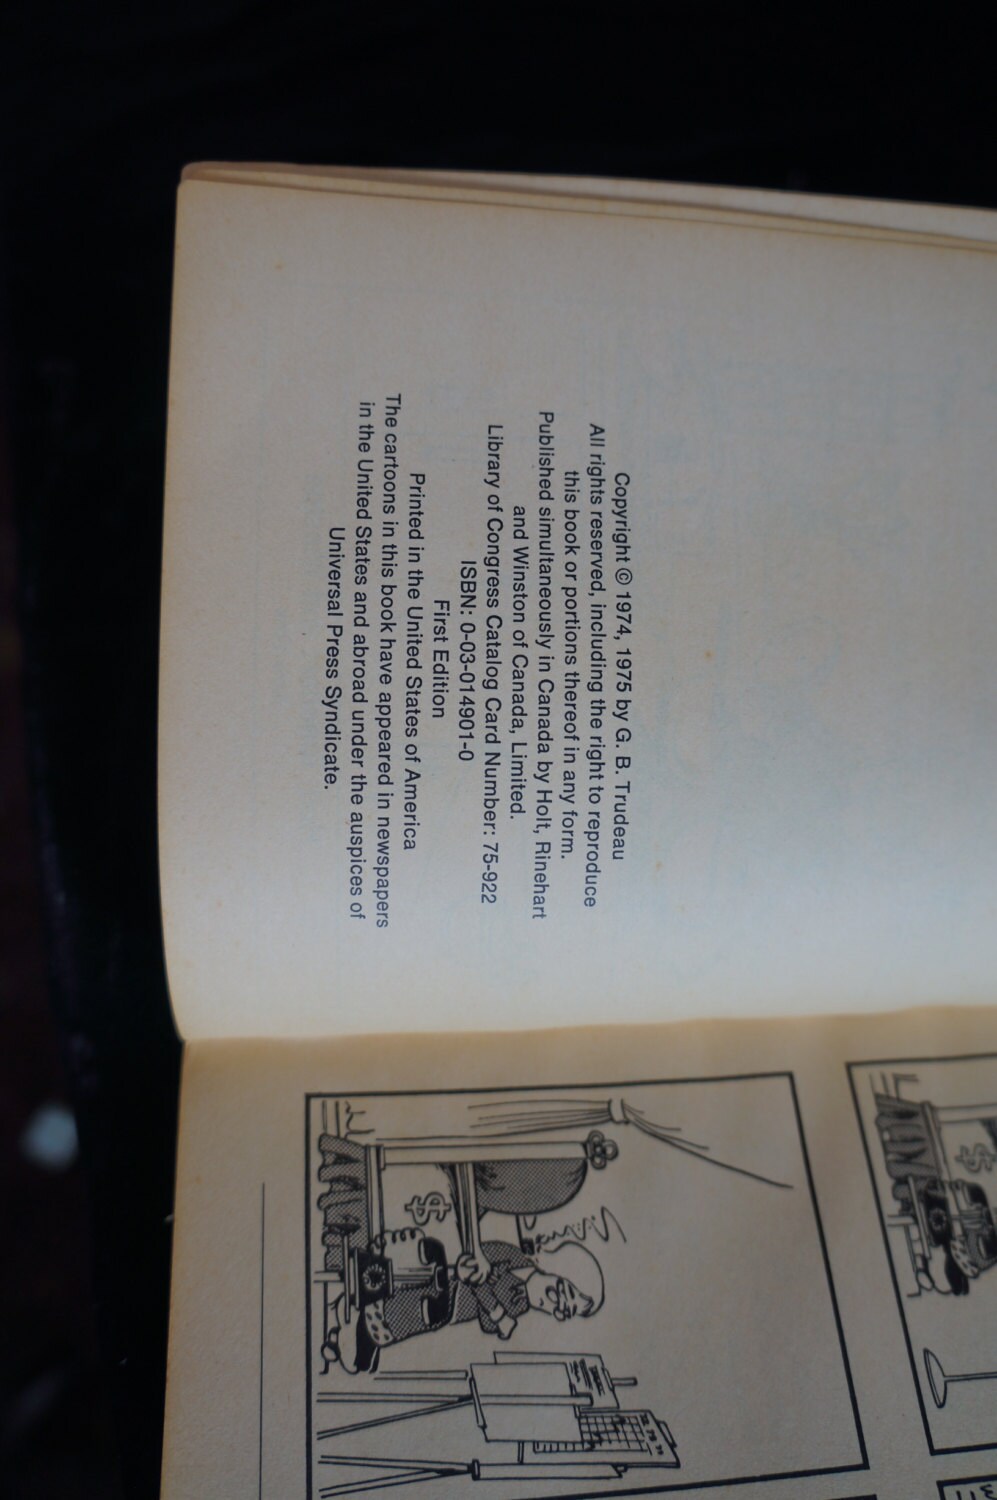 Copyright © 1974, 1975 by G. B. Trudeau
All rights reserved, including the right to reproduce
this book or portions thereof in any form.
Published simultaneously in Canada by Holt, Rinehart
and Winston of Canada, Limited.
Library of Congress Catalog Card Number: 75-922
ISBN: 0-03-014901-0
First Edition
Printed in the United States of America
The cartoons in this book have appeared in newspapers
in the United States and abroad under the auspices of
Universal Press Syndicate.
$
$